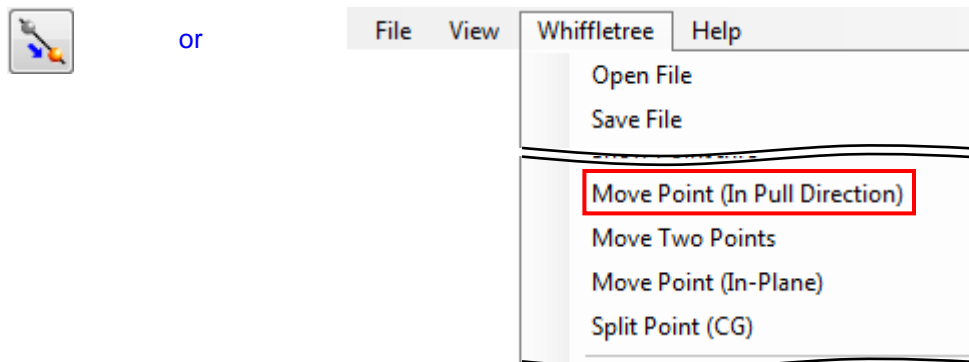 or
File View Whiffletree Help
Open File
Save File
Move Point (In Pull Direction)
Move Two Points
Move Point (In-Plane)
Split Point (CG)